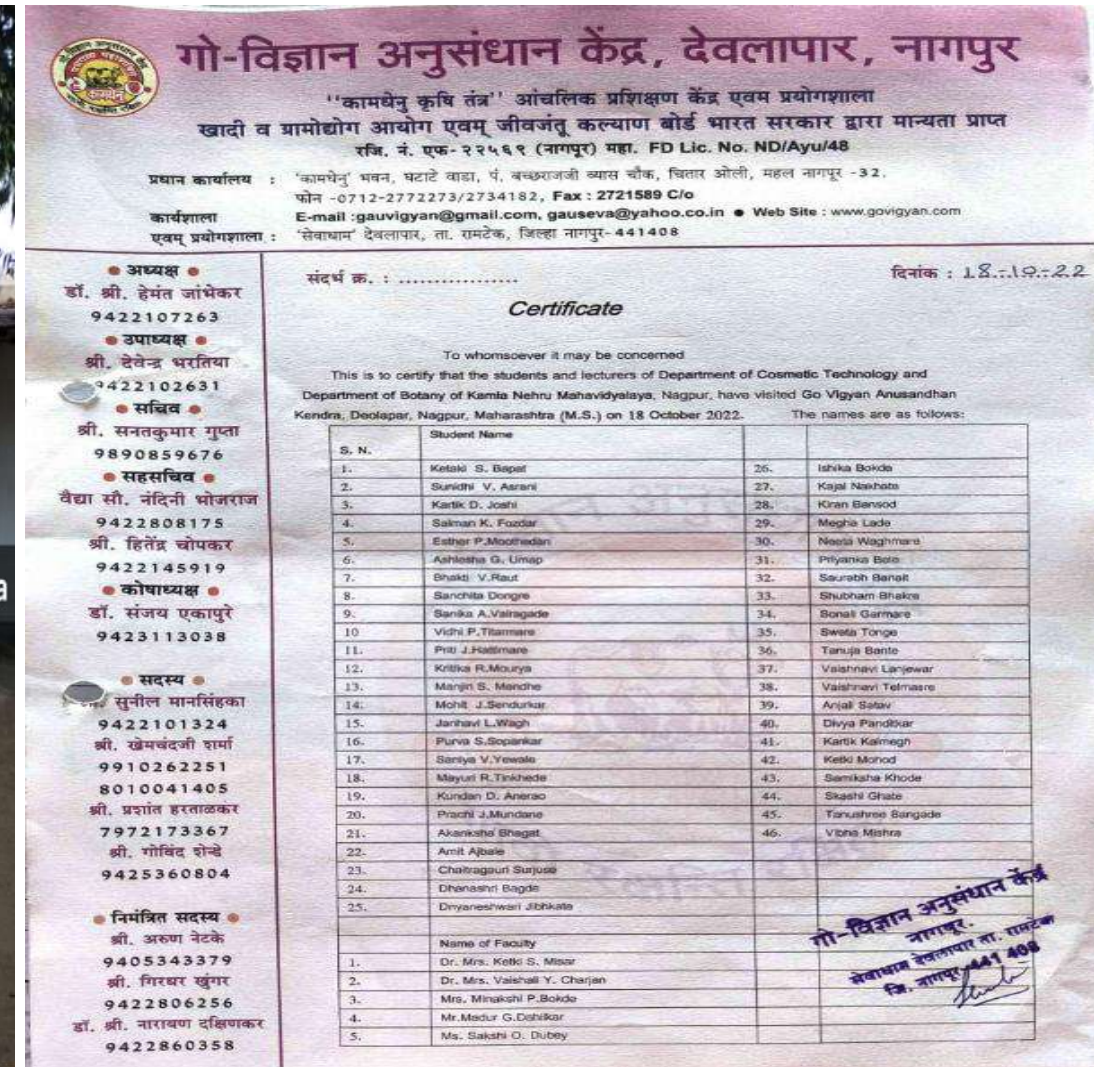 गो-विज्ञान अनुसंधान केंद्र, देवलापार, नागपुर
''कामधेनु कृषि तंत्र'' आंचलिक प्रशिक्षण केंद्र एवम प्रयोगशाला
खादी व ग्रामोद्योग आयोग एवम् जीवजंतू कल्याण बोर्ड भारत सरकार द्वारा मान्यता प्राप्त
रजि. नं. एफ-२२५६९ (नागपूर) महा. FD Lic. No. ND/Ayu/48
प्रधान कार्यालय : 'कामधेनु' भवन, घटाटे वाडा, पं. बच्छराजजी व्यास चौक, चितार ओली, महल नागपूर -32.
फोन -0712-2772273/2734182, Fax : 2721589 C/o
कार्यशाला E-mail :gauvigyan@gmail.com, gauseva@yahoo.co.in ● Web Site : www.govigyan.com
एवम् प्रयोगशाला : 'सेवाधाम' देवलापार, ता. रामटेक, जिल्हा नागपुर- 441408
● अध्यक्ष ●
डॉ. श्री. हेमंत जांभेकर
9422107263
● उपाध्यक्ष ●
श्री. देवेन्द्र भरतिया
9422102631
● सचिव ●
श्री. सनतकुमार गुप्ता
9890859676
● सहसचिव ●
वैद्या सौ. नंदिनी भोजराज
9422808175
श्री. हितेंद्र चोपकर
9422145919
● कोषाध्यक्ष ●
डॉ. संजय एकापुरे
9423113038
● सदस्य ●
सुनील मानसिंहका
9422101324
श्री. खेमचंदजी शर्मा
9910262251
8010041405
श्री. प्रशांत हरताळकर
7972173367
श्री. गोविंद शेन्डे
9425360804
● निमंत्रित सदस्य ●
श्री. अरुण नेटके
9405343379
श्री. गिरधर खुंगर
9422806256
डॉ. श्री. नारायण दक्षिणकर
9422860358
संदर्भ क्र. : .................
दिनांक : 18-10-22
Certificate
To whomsoever it may be concerned
This is to certify that the students and lecturers of Department of Cosmetic Technology and
Department of Botany of Kamla Nehru Mahavidyalaya, Nagpur, have visited Go Vigyan Anusandhan
Kendra, Deolapar, Nagpur, Maharashtra (M.S.) on 18 October 2022. The names are as follows:
S. N. Student Name
1. Ketaki S. Bapat 26. Ishika Bokde
2. Sunidhi V. Asrani 27. Kajal Nakhate
3. Kartik D. Joshi 28. Kiran Bansod
4. Salman K. Fozdar 29. Megha Lade
5. Esther P.Moothedan 30. Neeta Waghmare
6. Ashlesha G. Umap 31. Priyanka Bele
7. Bhakti V.Raut 32. Saurabh Banait
8. Sanchita Dongre 33. Shubham Bhakre
9. Sanika A.Vairagade 34. Sonali Garmare
10 Vidhi P.Titarmare 35. Sweta Tonge
11. Priti J.Hattimare 36. Tanuja Bante
12. Kritika R.Mourya 37. Vaishnavi Lanjewar
13. Manjiri S. Mendhe 38. Vaishnavi Telmasre
14. Mohit J.Sendurkar 39. Anjali Satav
15. Janhavi L.Wagh 40. Divya Panditkar
16. Purva S.Sopankar 41. Kartik Kalmegh
17. Saniya V.Yewale 42. Ketki Monod
18. Mayuri R.Tinkhede 43. Samiksha Khode
19. Kundan D. Anerao 44. Skashi Ghate
20. Prachi J.Mundane 45. Tanushree Bangade
21. Akanksha Bhagat 46. Vibha Mishra
22. Amit Ajbale
23. Chaitragauri Surjuse
24. Dhanashri Bagde
25. Dnyaneshwari Jibhkate
Name of Faculty
1. Dr. Mrs. Ketki S. Misar
2. Dr. Mrs. Vaishali Y. Charjan
3. Mrs. Minakshi P.Bokde
4. Mr.Madur G.Dahilkar
5. Ms. Sakshi O. Dubey
गो-विज्ञान अनुसंधान केंद्र
नागपूर.
सेवाधाम देवलापार ता. रामटेक
जि. नागपूर-441 408